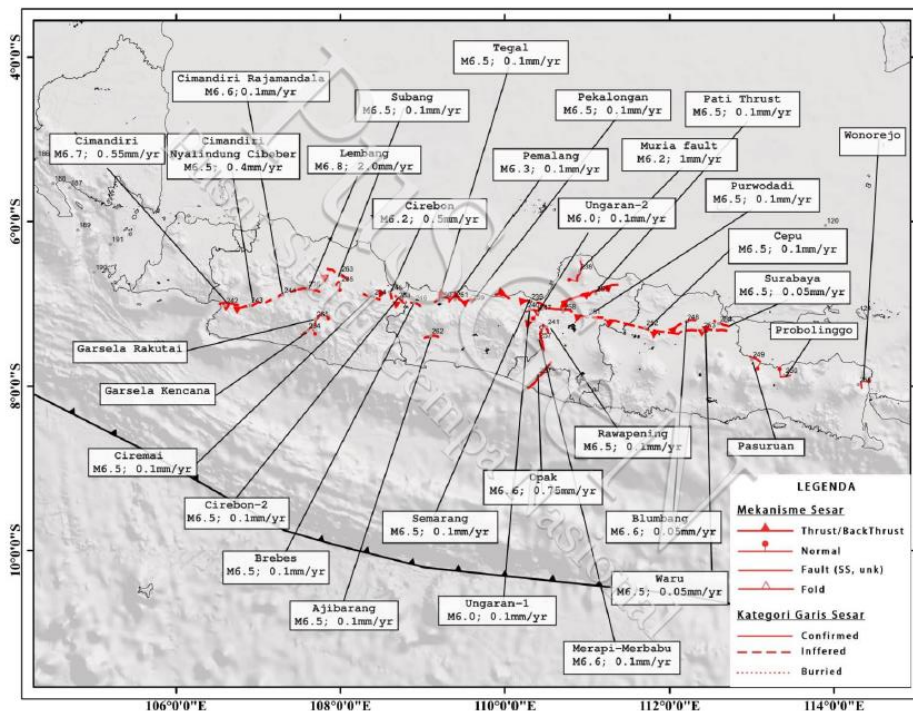 4°0'0"S
6°0'0"S
8°0'0"S
10°0'0"S
Tegal
M6.5; 0.1mm/yr
Cimandiri Rajamandala
M6.6;0.1mm/yr
Subang
M6.5; 0.1mm/yr
Pekalongan
M6.5; 0.1mm/yr
Pati Thrust
M6.5; 0.1mm/yr
Wonorejo
Cimandiri
M6.7; 0.55mm/yr
Cimandiri
Nyalindung Cibeber
M6.5; 0.4mm/yr
Lembang
M6.8; 2.0mm/yr
Pemalang
M6.3; 0.1mm/yr
Muria fault
M6.2; 1mm/yr
Cirebon
M6.2; 0.5mm/yr
Ungaran-2
M6.0; 0.1mm/yr
Purwodadi
M6.5; 0.1mm/yr
Cepu
M6.5; 0.1mm/yr
Surabaya
M6.5; 0.05mm/yr
Probolinggo
Garsela Rakutai
Garsela Kencana
Ciremai
M6.5; 0.1mm/yr
Cirebon-2
M6.5; 0.1mm/yr
Brebes
M6.5; 0.1mm/yr
Ajibarang
M6.5; 0.1mm/yr
Semarang
M6.5; 0.1mm/yr
Ungaran-1
M6.0; 0.1mm/yr
Opak
M6.6; 0.75mm/yr
Rawapening
M6.5; 0.1mm/yr
Blumbang
M6.6; 0.05mm/yr
Waru
M6.5; 0.05mm/yr
Merapi-Merbabu
M6.6; 0.1mm/yr
Pasuruan
LEGENDA
Mekanisme Sesar
Thrust/BackThrust
Normal
Fault (SS, unk)
Fold
Kategori Garis Sesar
Confirmed
Inffered
Burried
106°0'0"E
108°0'0"E
110°0'0"E
112°0'0"E
114°0'0"E